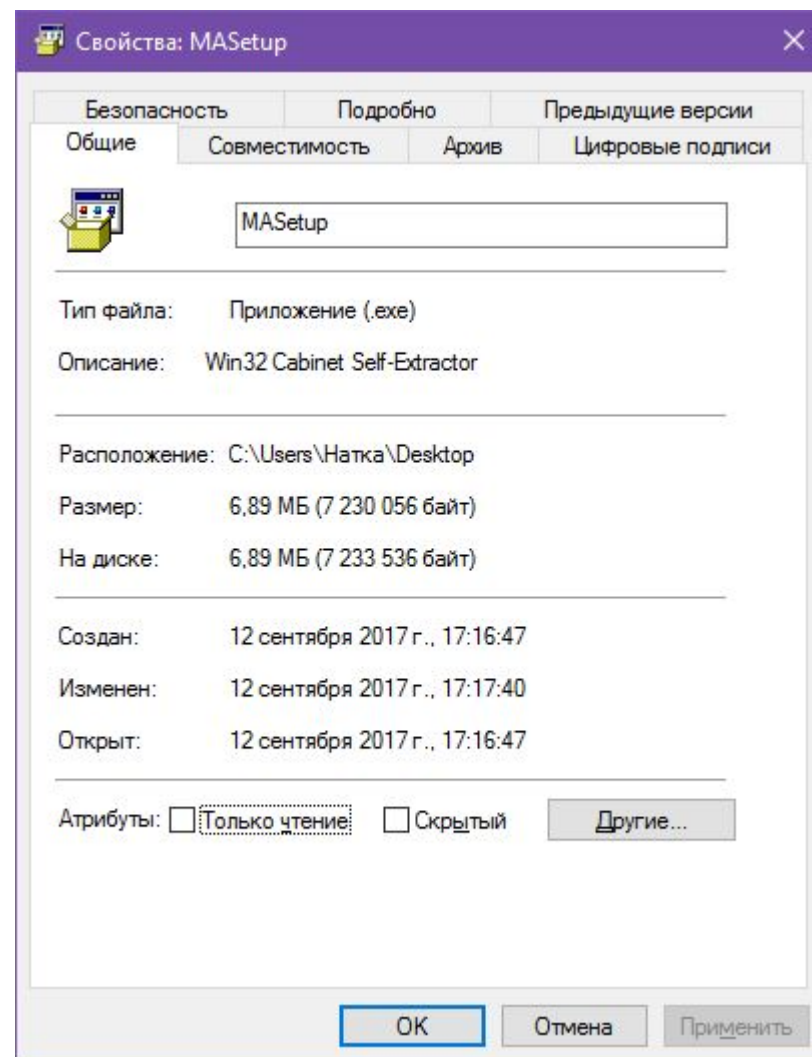 Свойства: MASetup
Безопасность Подробно Предыдущие версии
Общие Совместимость Архив Цифровые подписи
MASetup
Тип файла: Приложение (.exe)
Описание: Win32 Cabinet Self-Extractor
Расположение: C:\Users\Натка\Desktop
Размер: 6,89 МБ (7 230 056 байт)
На диске: 6,89 МБ (7 233 536 байт)
Создан: 12 сентября 2017 г., 17:16:47
Изменен: 12 сентября 2017 г., 17:17:40
Открыт: 12 сентября 2017 г., 17:16:47
Атрибуты: Только чтение Скрытый Другие...
OK Отмена Применить